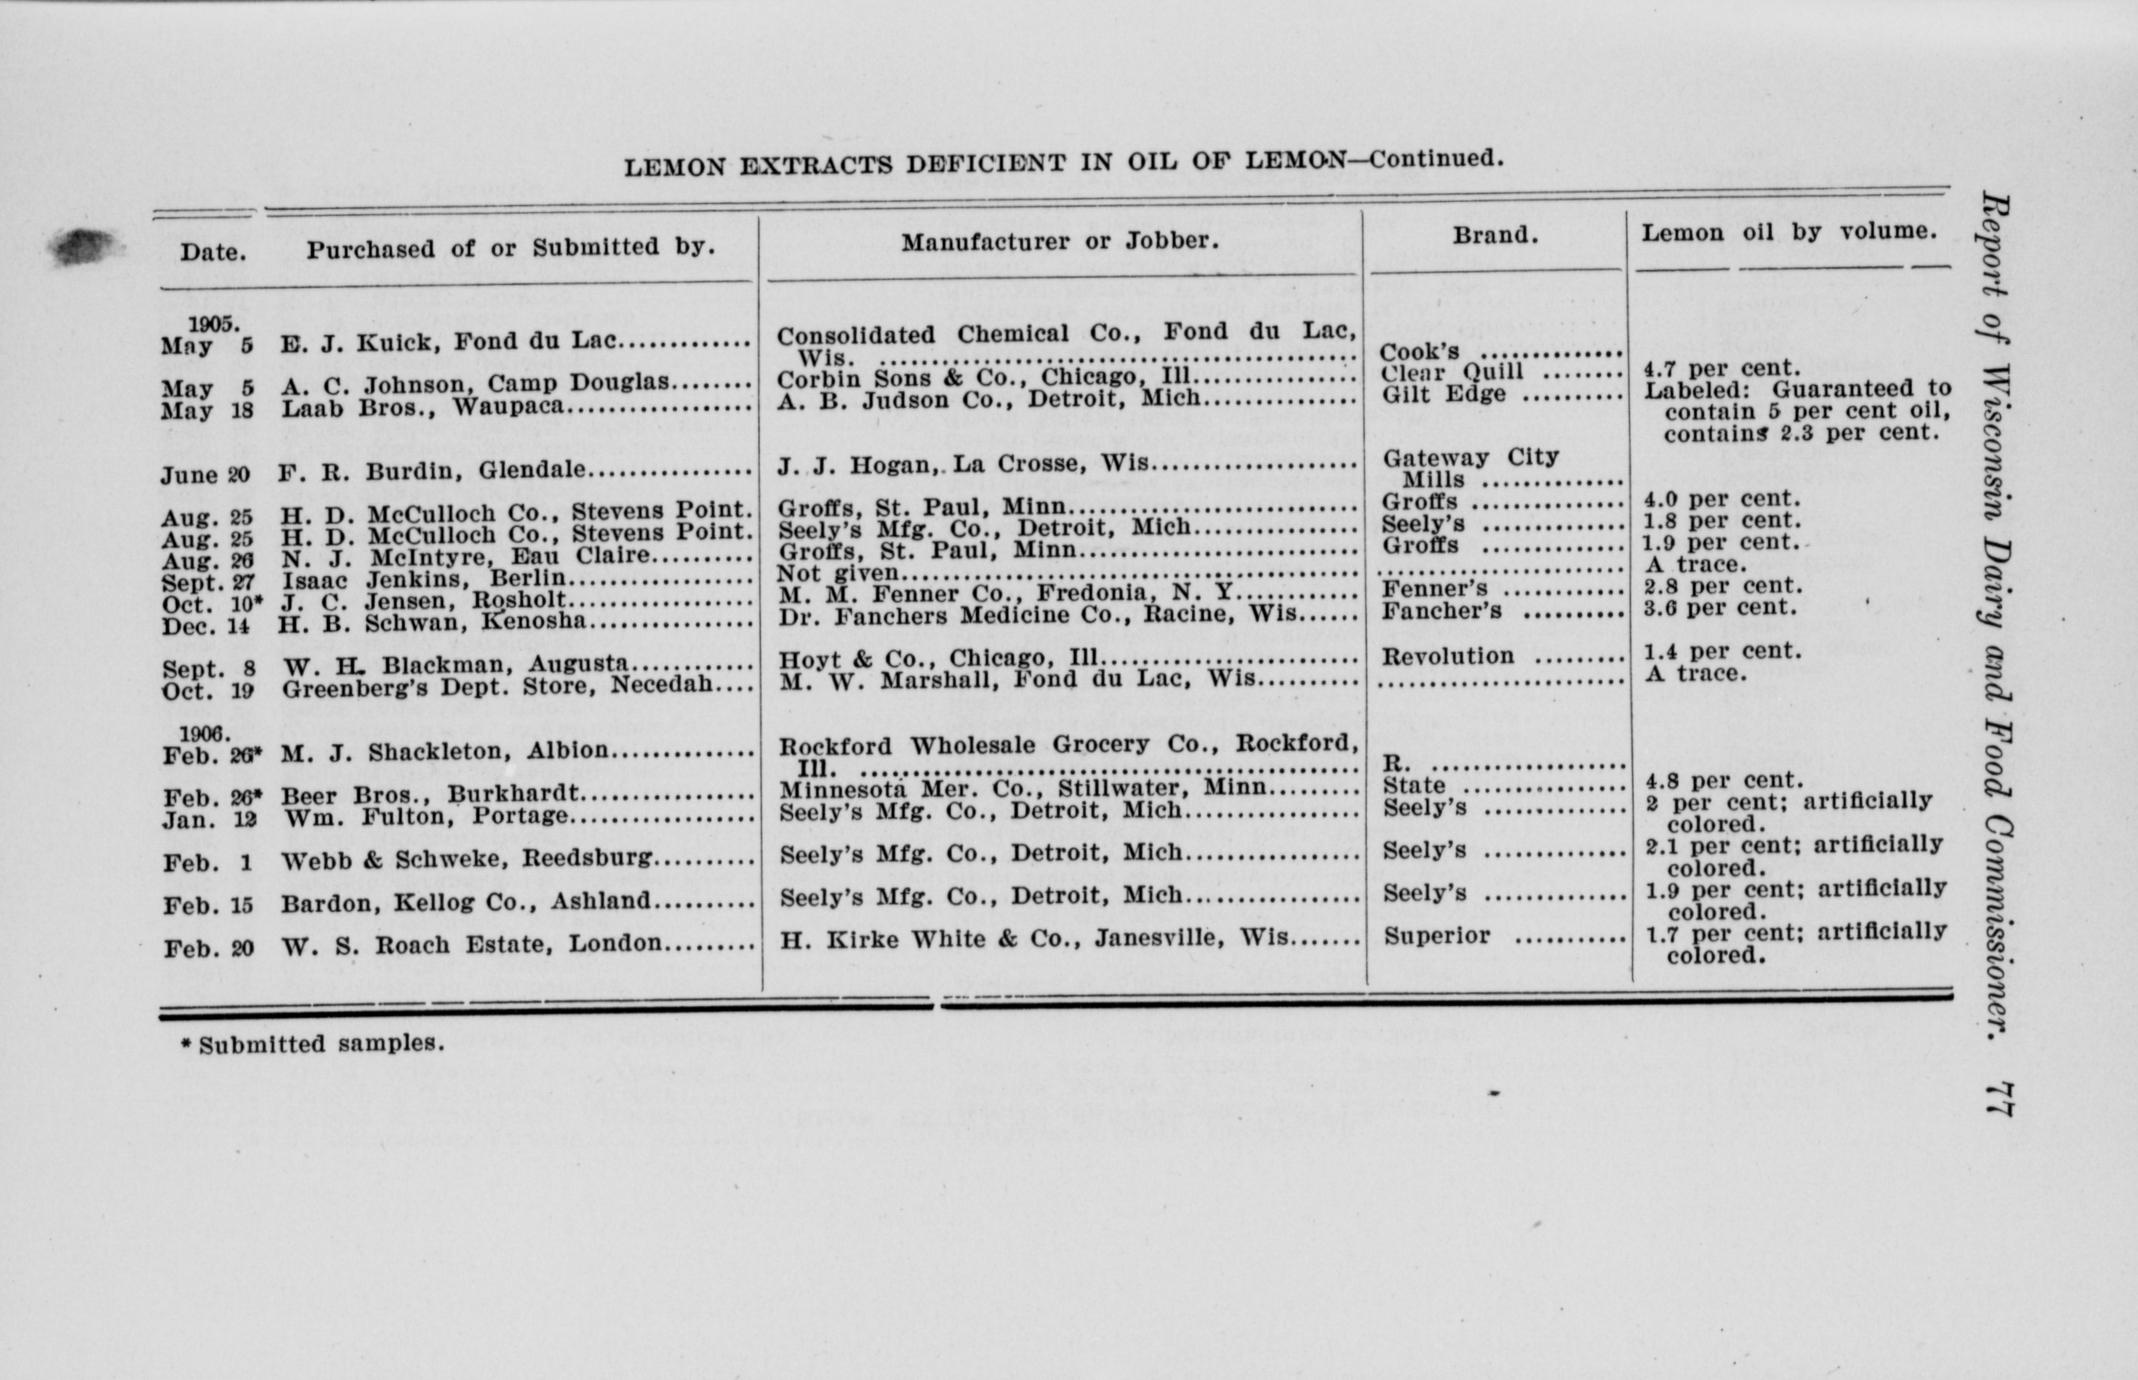 LEMON EXTRACTS DEFICIENT IN OIL OF LEMON—Continued.
Date. Purchased of or Submitted by. Manufacturer or Jobber. Brand. Lemon oil by volume.
1905.
May 5 E. J. Kuick, Fond du Lac............. Consolidated Chemical Co., Fond du Lac,
Wis. ............................................. Cook's ..............
May 5 A. C. Johnson, Camp Douglas........ Corbin Sons & Co., Chicago, Ill................ Clear Quill ........ 4.7 per cent.
May 18 Laab Bros., Waupaca.................. A. B. Judson Co., Detroit, Mich............... Gilt Edge .......... Labeled: Guaranteed to
contain 5 per cent oil,
contains 2.3 per cent.
June 20 F. R. Burdin, Glendale................ J. J. Hogan, La Crosse, Wis.................... Gateway City
Mills ..............
Aug. 25 H. D. McCulloch Co., Stevens Point. Groffs, St. Paul, Minn............................ Groffs ............... 4.0 per cent.
Aug. 25 H. D. McCulloch Co., Stevens Point. Seely's Mfg. Co., Detroit, Mich................ Seely's .............. 1.8 per cent.
Aug. 26 N. J. McIntyre, Eau Claire.......... Groffs, St. Paul, Minn........................... Groffs .............. 1.9 per cent.
Sept. 27 Isaac Jenkins, Berlin.................. Not given............................................ ........................ A trace.
Oct. 10* J. C. Jensen, Rosholt.................. M. M. Fenner Co., Fredonia, N. Y............ Fenner's ............ 2.8 per cent.
Dec. 14 H. B. Schwan, Kenosha................ Dr. Fanchers Medicine Co., Racine, Wis...... Fancher's .......... 3.6 per cent.
Sept. 8 W. H. Blackman, Augusta............ Hoyt & Co., Chicago, Ill......................... Revolution ......... 1.4 per cent.
Oct. 19 Greenberg's Dept. Store, Necedah.... M. W. Marshall, Fond du Lac, Wis.......... ........................ A trace.
1906.
Feb. 26* M. J. Shackleton, Albion.............. Rockford Wholesale Grocery Co., Rockford,
Ill. ............................................... R. ...................
Feb. 26* Beer Bros., Burkhardt................. Minnesota Mer. Co., Stillwater, Minn......... State ................ 4.8 per cent.
Jan. 12 Wm. Fulton, Portage.................. Seely's Mfg. Co., Detroit, Mich................. Seely's .............. 2 per cent; artificially
colored.
Feb. 1 Webb & Schweke, Reedsburg.......... Seely's Mfg. Co., Detroit, Mich................. Seely's .............. 2.1 per cent; artificially
colored.
Feb. 15 Bardon, Kellog Co., Ashland.......... Seely's Mfg. Co., Detroit, Mich................. Seely's .............. 1.9 per cent; artificially
colored.
Feb. 20 W. S. Roach Estate, London......... H. Kirke White & Co., Janesville, Wis....... Superior ........... 1.7 per cent; artificially
colored.
* Submitted samples.
Report of Wisconsin Dairy and Food Commissioner. 77